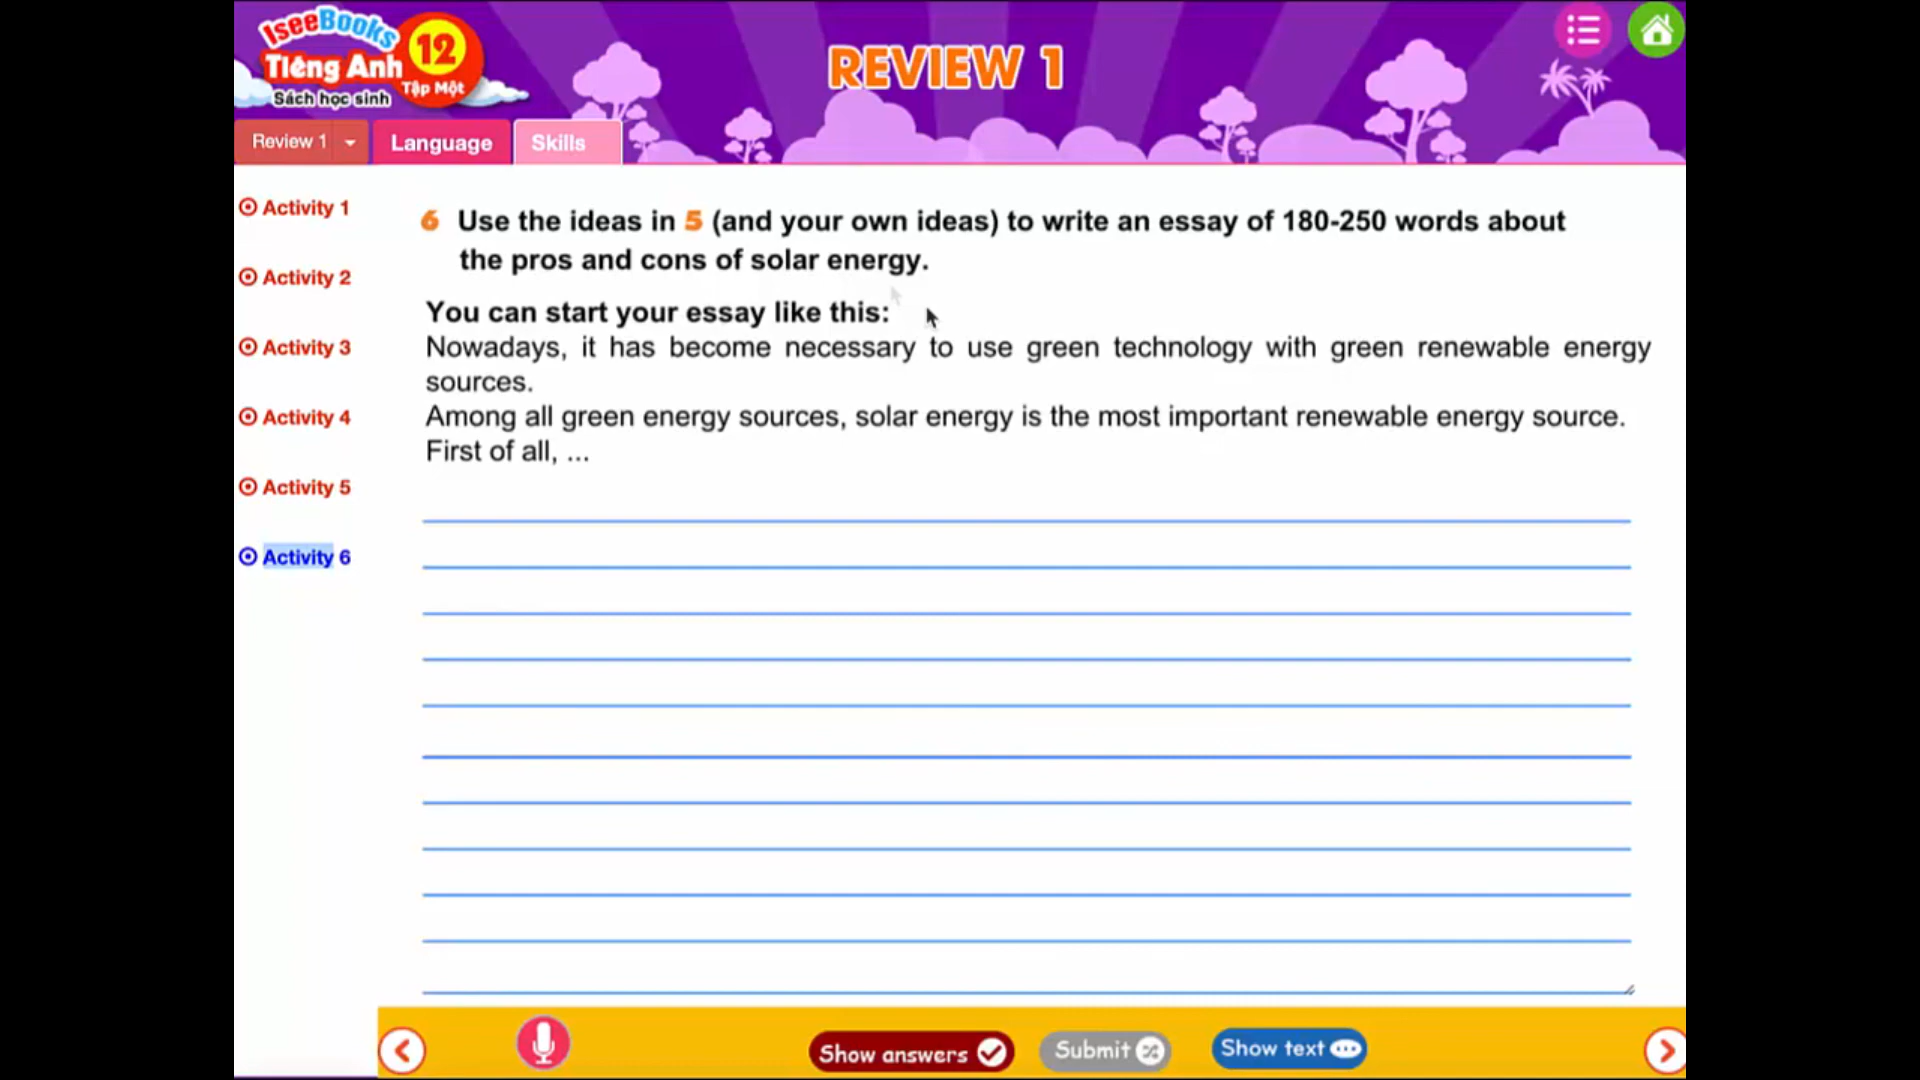 IseeBooks
Tiếng Anh 12
Sách học sinh Tập Một
REVIEW 1
Review 1 Language Skills
Activity 1
Activity 2
Activity 3
Activity 4
Activity 5
Activity 6
6 Use the ideas in 5 (and your own ideas) to write an essay of 180-250 words about
the pros and cons of solar energy.
You can start your essay like this:
Nowadays, it has become necessary to use green technology with green renewable energy
sources.
Among all green energy sources, solar energy is the most important renewable energy source.
First of all, ...
Show answers Submit Show text